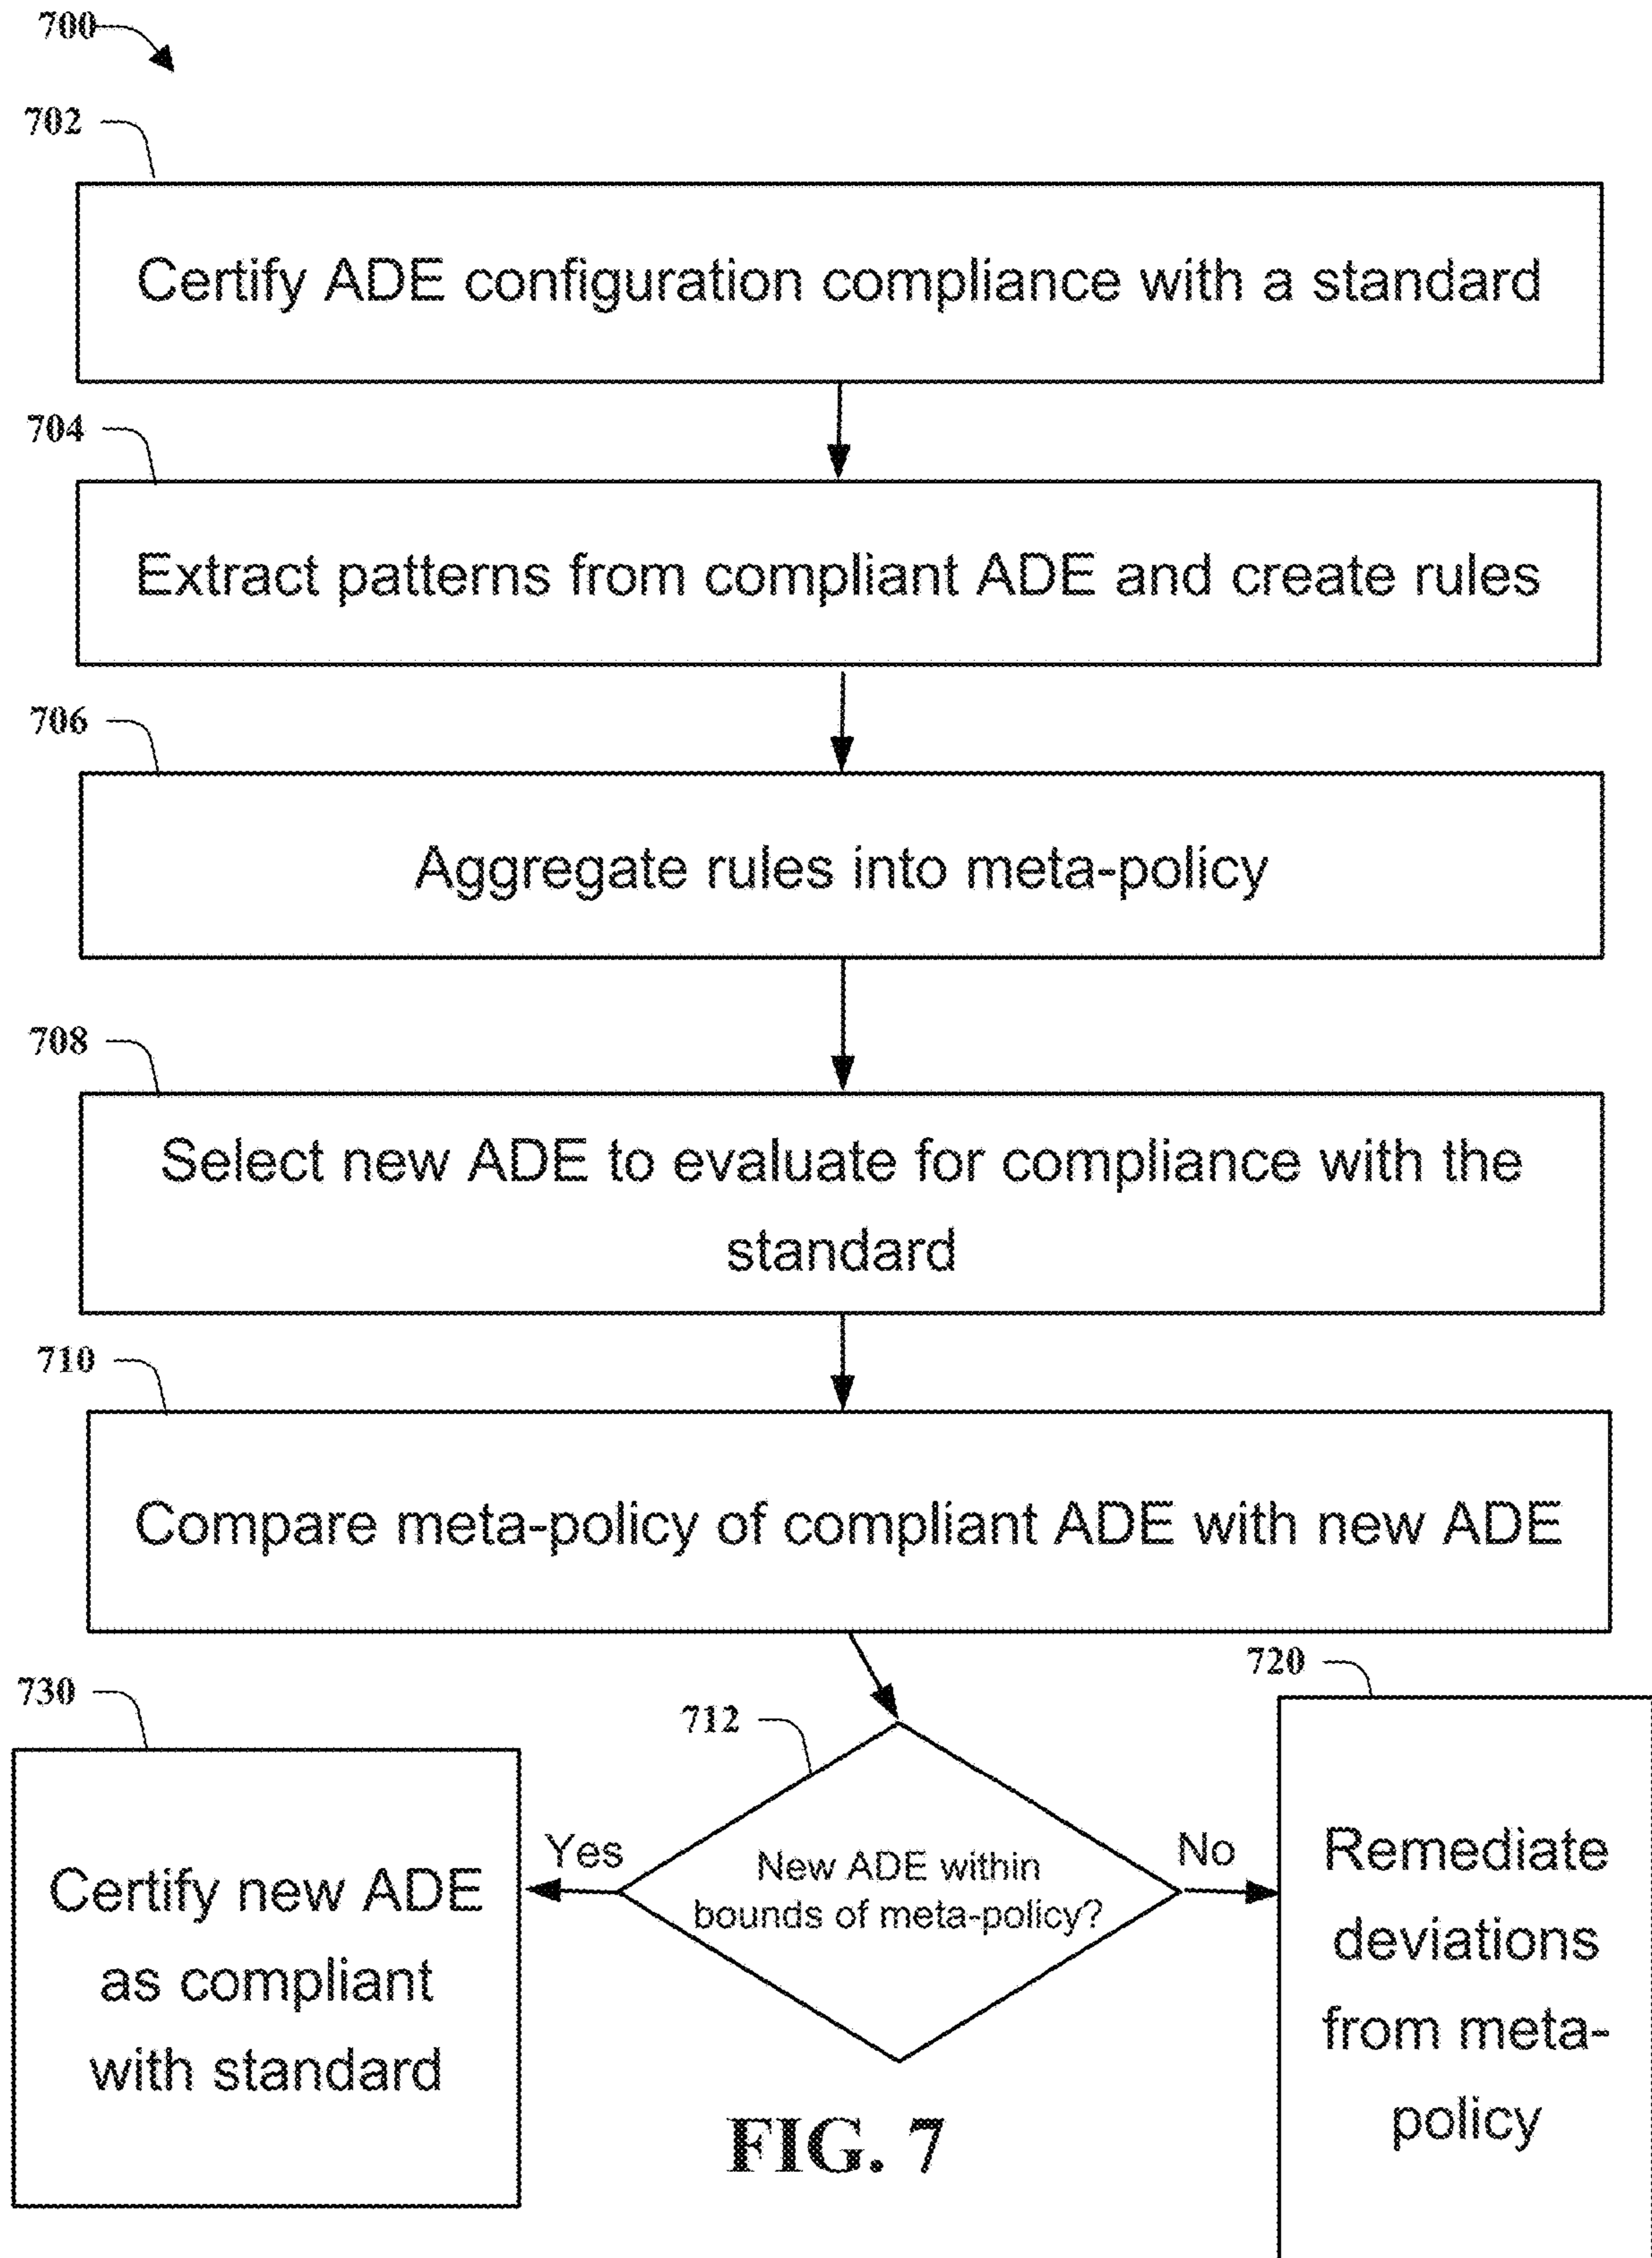 700
702
Certify ADE configuration compliance with a standard
704
Extract patterns from compliant ADE and create rules
706
Aggregate rules into meta-policy
708
Select new ADE to evaluate for compliance with the
standard
710
Compare meta-policy of compliant ADE with new ADE
730
Certify new ADE
as compliant
with standard
712
Yes
New ADE within
bounds of meta-policy?
No
720
Remediate
deviations
from meta-
policy
FIG. 7